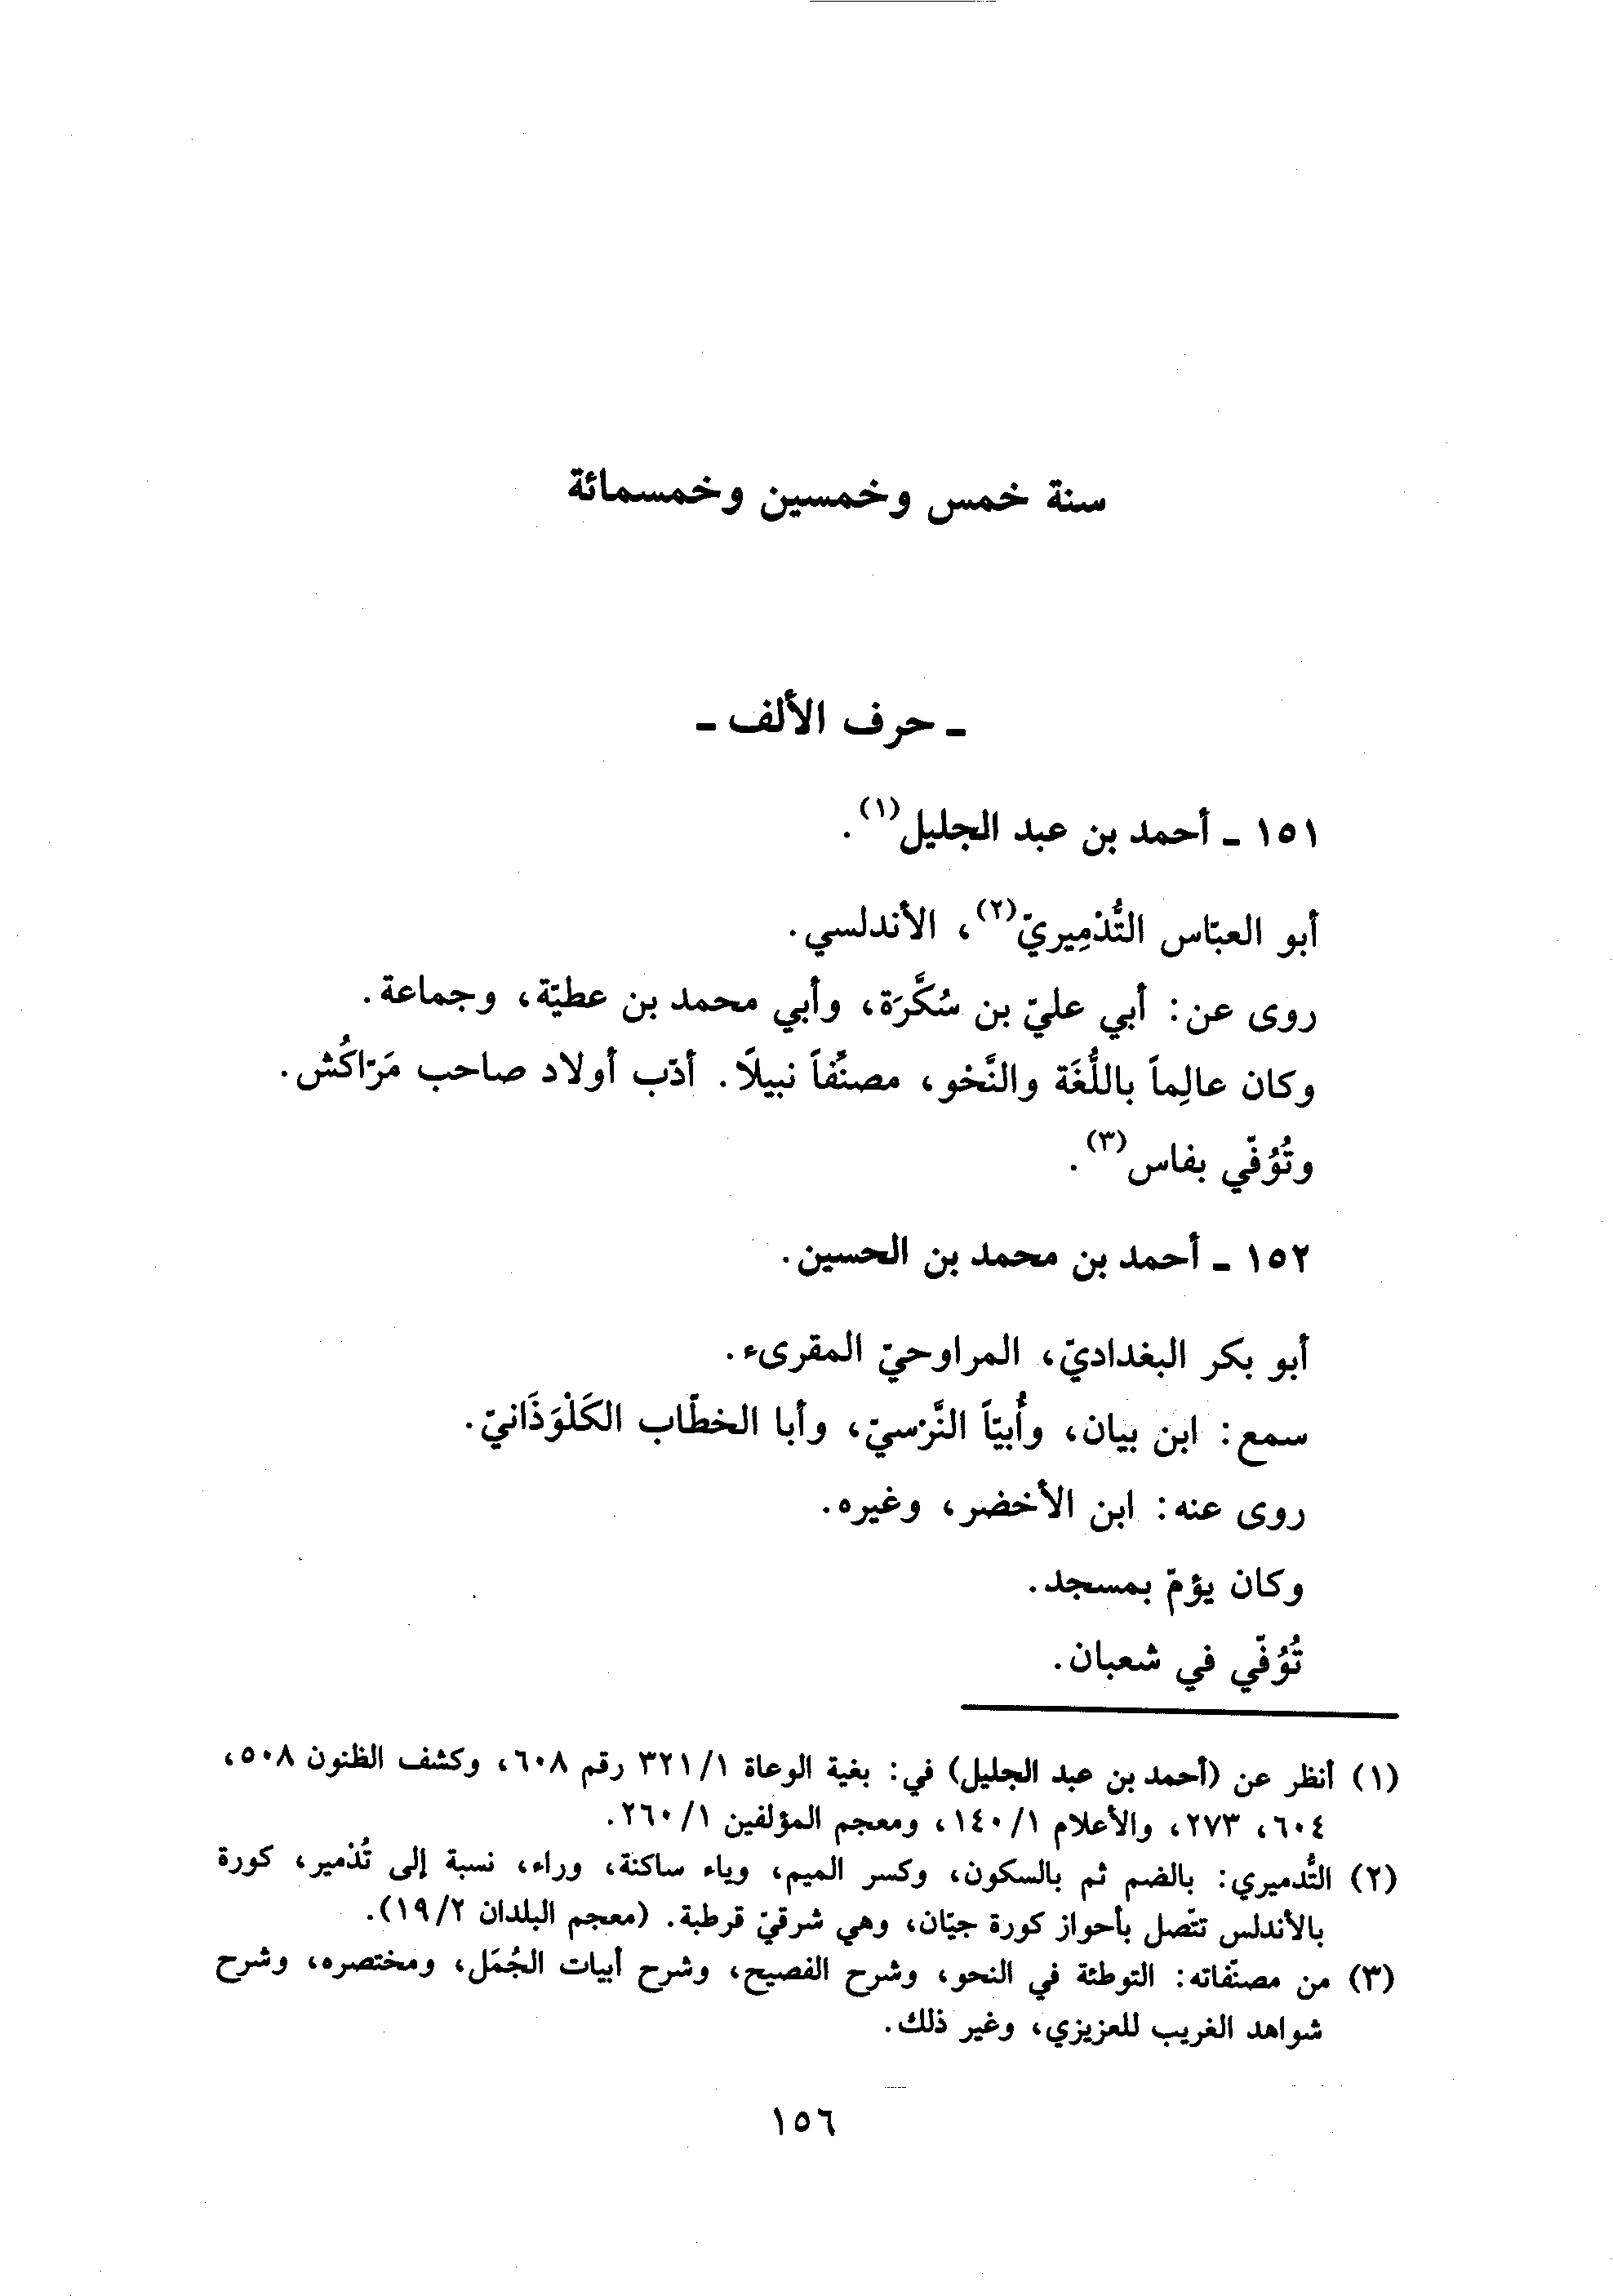 سنة خمس وخمسين وخمسمائة
ـ حرف الألف ـ
١٥١ ـ أحمد بن عبد الجليل(١).
أبو العبّاس التُّدْمِيريّ(٢)، الأندلسي.
روى عن: أبي عليّ بن سُكَّرَة، وأبي محمد بن عطيّة، وجماعة.
وكان عالِماً باللُّغَة والنَّحْو، مصنَّفاً نبيلًا. أدّب أولاد صاحب مَرّاكُش.
وتُوُفّي بفاس(٣).
١٥٢ ـ أحمد بن محمد بن الحسين.
أبو بكر البغداديّ، المراوحيّ المقرىء.
سمع: ابن بيان، وأُبيّاً النَّرْسيّ، وأبا الخطّاب الكَلْوَذَانيّ.
روى عنه: ابن الأخضر، وغيره.
وكان يؤمّ بمسجد.
تُوُفّي في شعبان.
(١) أنظر عن (أحمد بن عبد الجليل) في: بغية الوعاة ٣٢١/١ رقم ٦٠٨، وكشف الظنون ٥٠٨،
٦٠٤، ٢٧٣، والأعلام ١٤٠/١، ومعجم المؤلفين ٢٦٠/١.
(٢) التُّدميري: بالضم ثم بالسكون، وكسر الميم، وياء ساكنة، وراء، نسبة إلى تُدْمير، كورة
بالأندلس تتّصل بأحواز كورة جيّان، وهي شرقيّ قرطبة. (معجم البلدان ١٩/٢).
(٣) من مصنّفاته: التوطئة في النحو، وشرح الفصيح، وشرح أبيات الجُمَل، ومختصره، وشرح
شواهد الغريب للعزيزي، وغير ذلك.
١٥٦